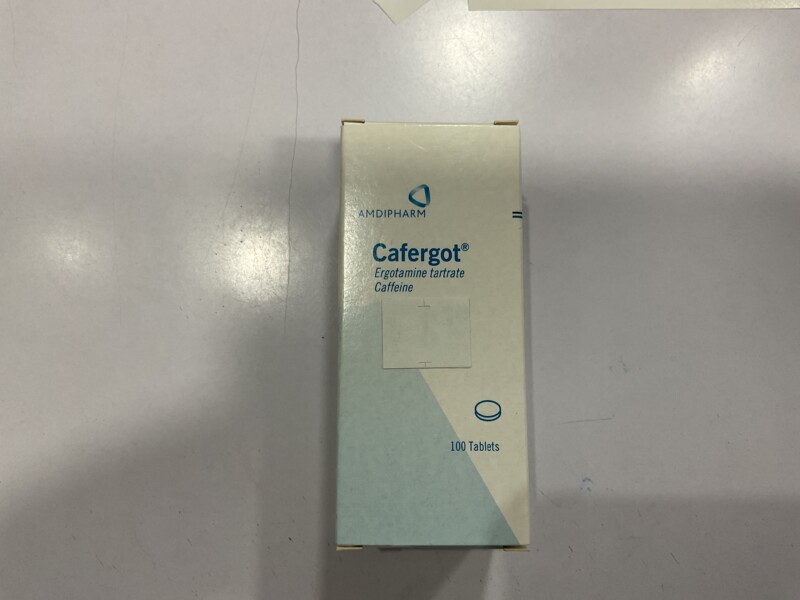 AMDIPHARM
Cafergot®
Ergotamine tartrate
Caffeine
100 Tablets